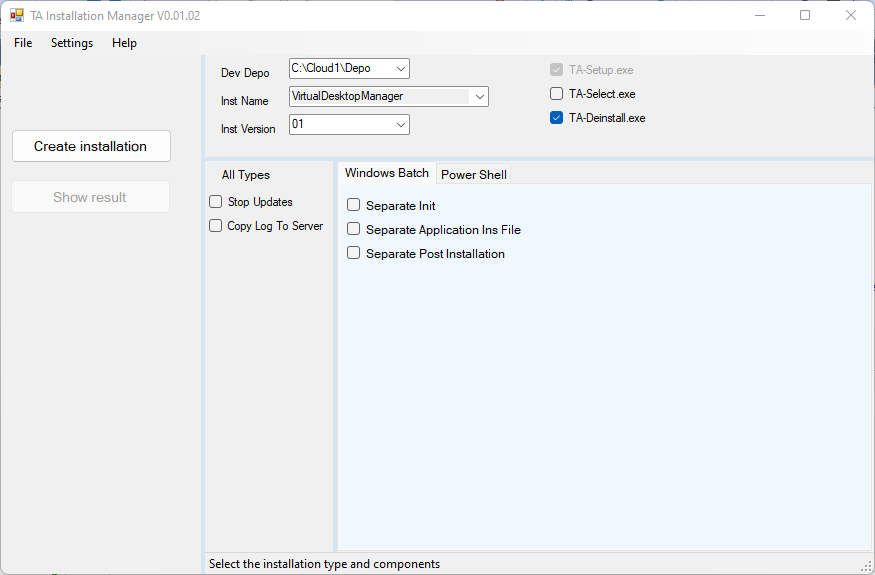 TA Installation Manager V0.01.02
File Settings Help
Dev Depo C:\Cloud1\Depo
Inst Name VirtualDesktopManager
Inst Version 01
TA-Setup.exe
TA-Select.exe
TA-Deinstall.exe
Create installation
Show result
All Types
Stop Updates
Copy Log To Server
Windows Batch Power Shell
Separate Init
Separate Application Ins File
Separate Post Installation
Select the installation type and components